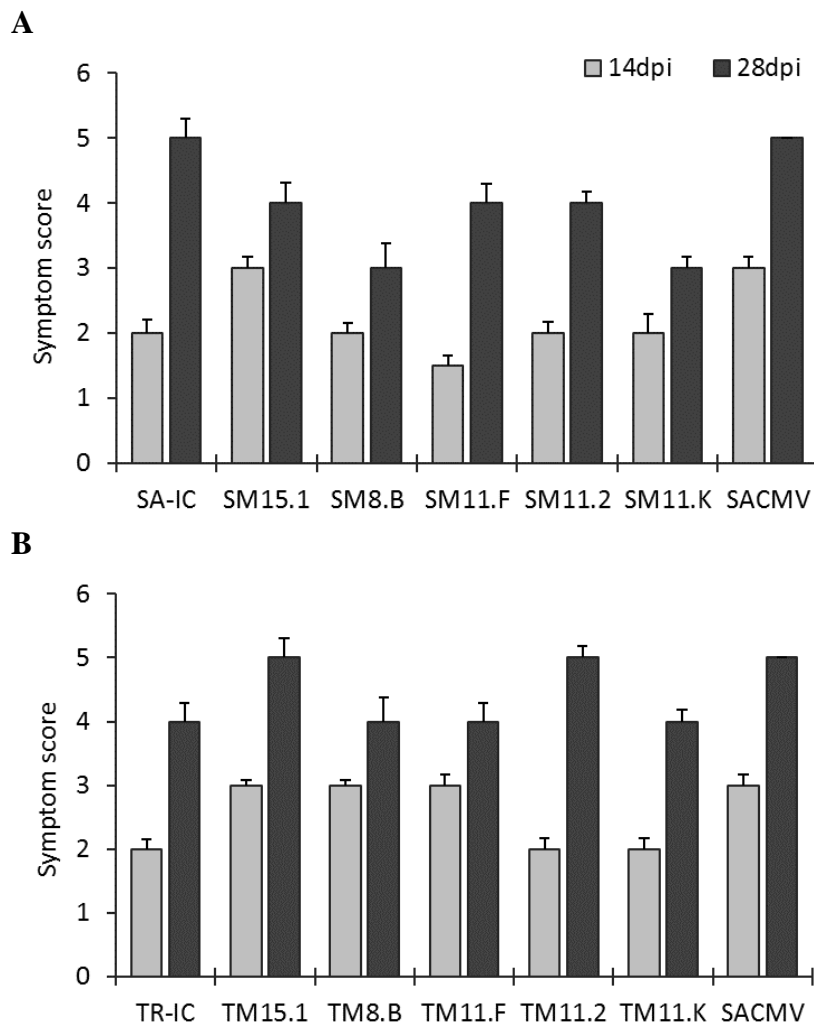 A
14dpi 28dpi
6
5
4
3
2
1
0
Symptom score
SA-IC SM15.1 SM8.B SM11.F SM11.2 SM11.K SACMV
B
6
5
4
3
2
1
0
Symptom score
TR-IC TM15.1 TM8.B TM11.F TM11.2 TM11.K SACMV